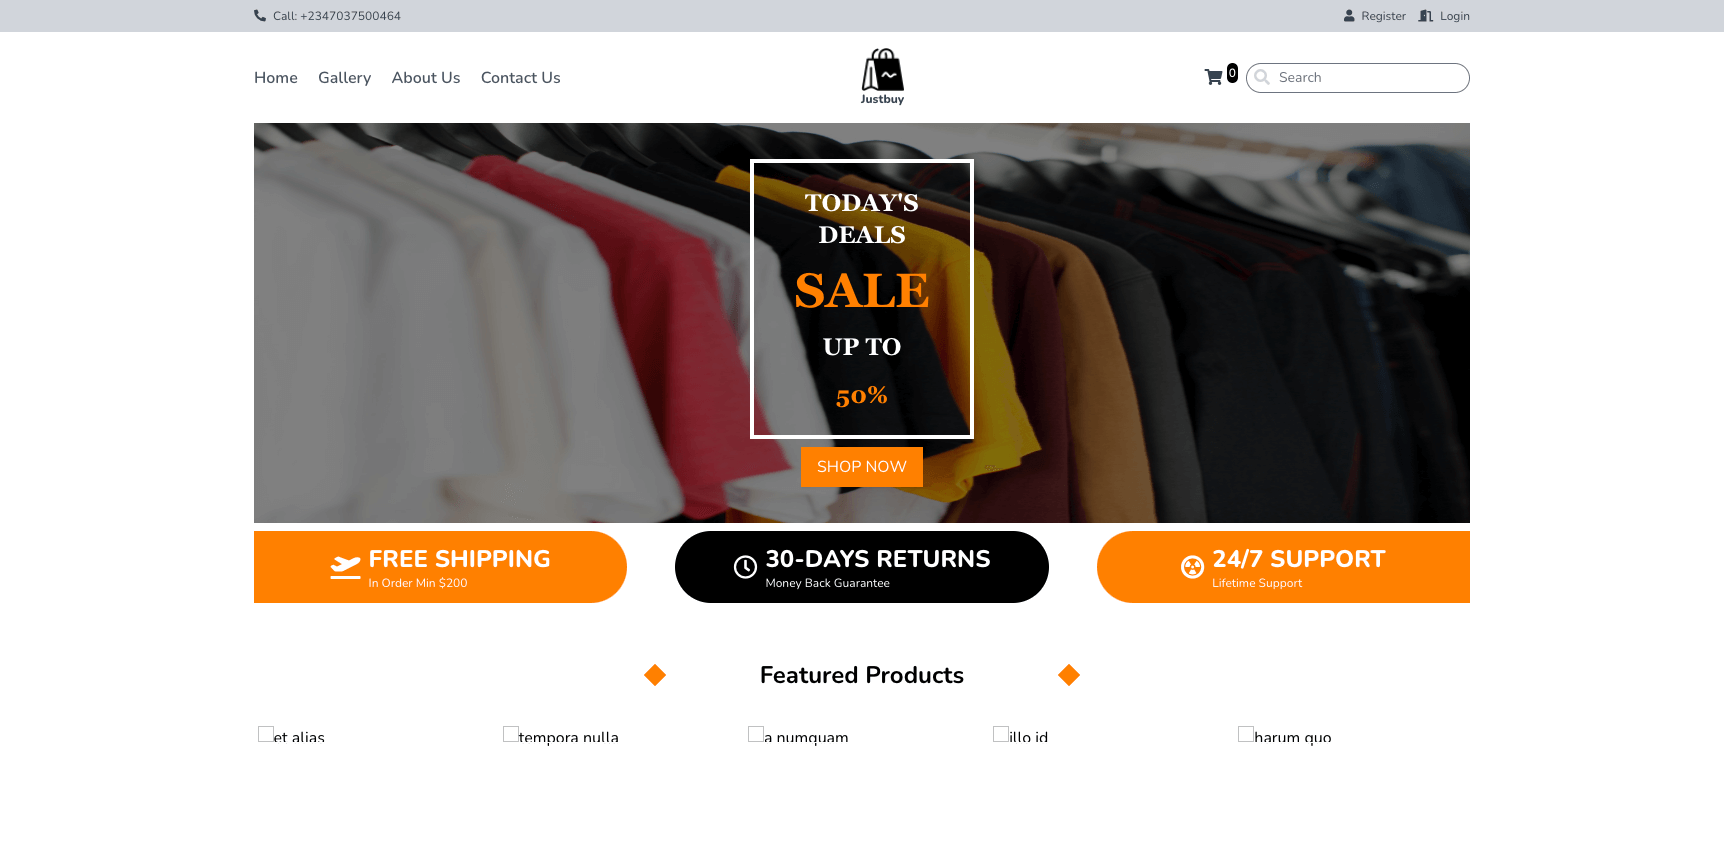 Call: +2347037500464
Register
Login
Home
Gallery
About Us
Contact Us
Justbuy
0
Search
TODAY'S
DEALS
SALE
UP TO
50%
SHOP NOW
FREE SHIPPING
In Order Min $200
30-DAYS RETURNS
Money Back Guarantee
24/7 SUPPORT
Lifetime Support
Featured Products
et alias
tempora nulla
a numquam
illo id
harum quo